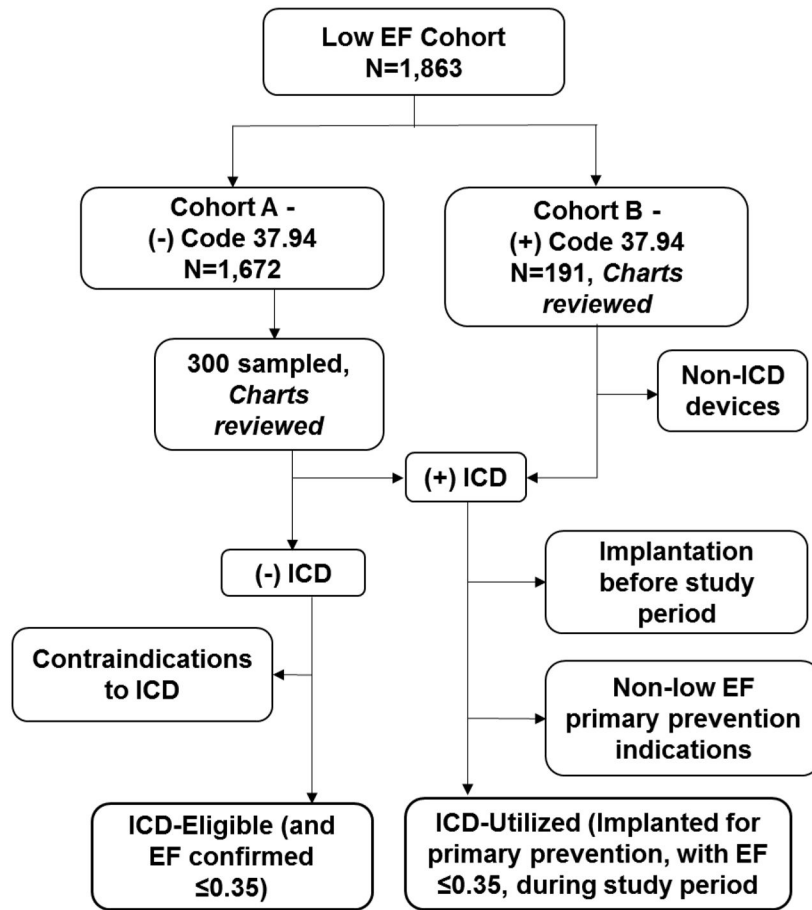 Low EF Cohort
N=1,863
Cohort A -
(-) Code 37.94
N=1,672
Cohort B -
(+) Code 37.94
N=191, Charts
reviewed
300 sampled,
Charts
reviewed
Non-ICD
devices
(+) ICD
(-) ICD
Implantation
before study
period
Contraindications
to ICD
Non-low EF
primary prevention
indications
ICD-Eligible (and
EF confirmed
≤0.35)
ICD-Utilized (Implanted for
primary prevention, with EF
≤0.35, during study period